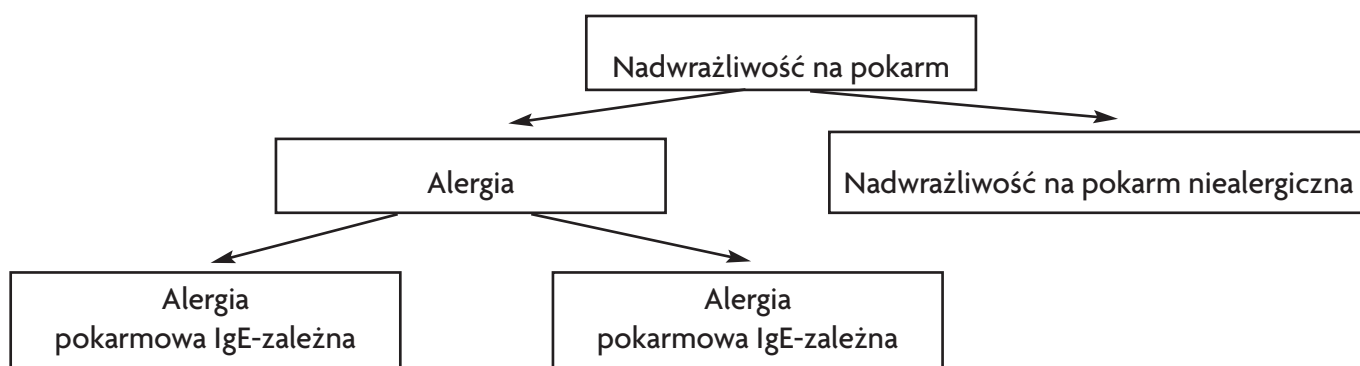 Nadwrażliwość na pokarm
Alergia
Nadwrażliwość na pokarm niealergiczna
Alergia
pokarmowa IgE-zależna
Alergia
pokarmowa IgE-zależna